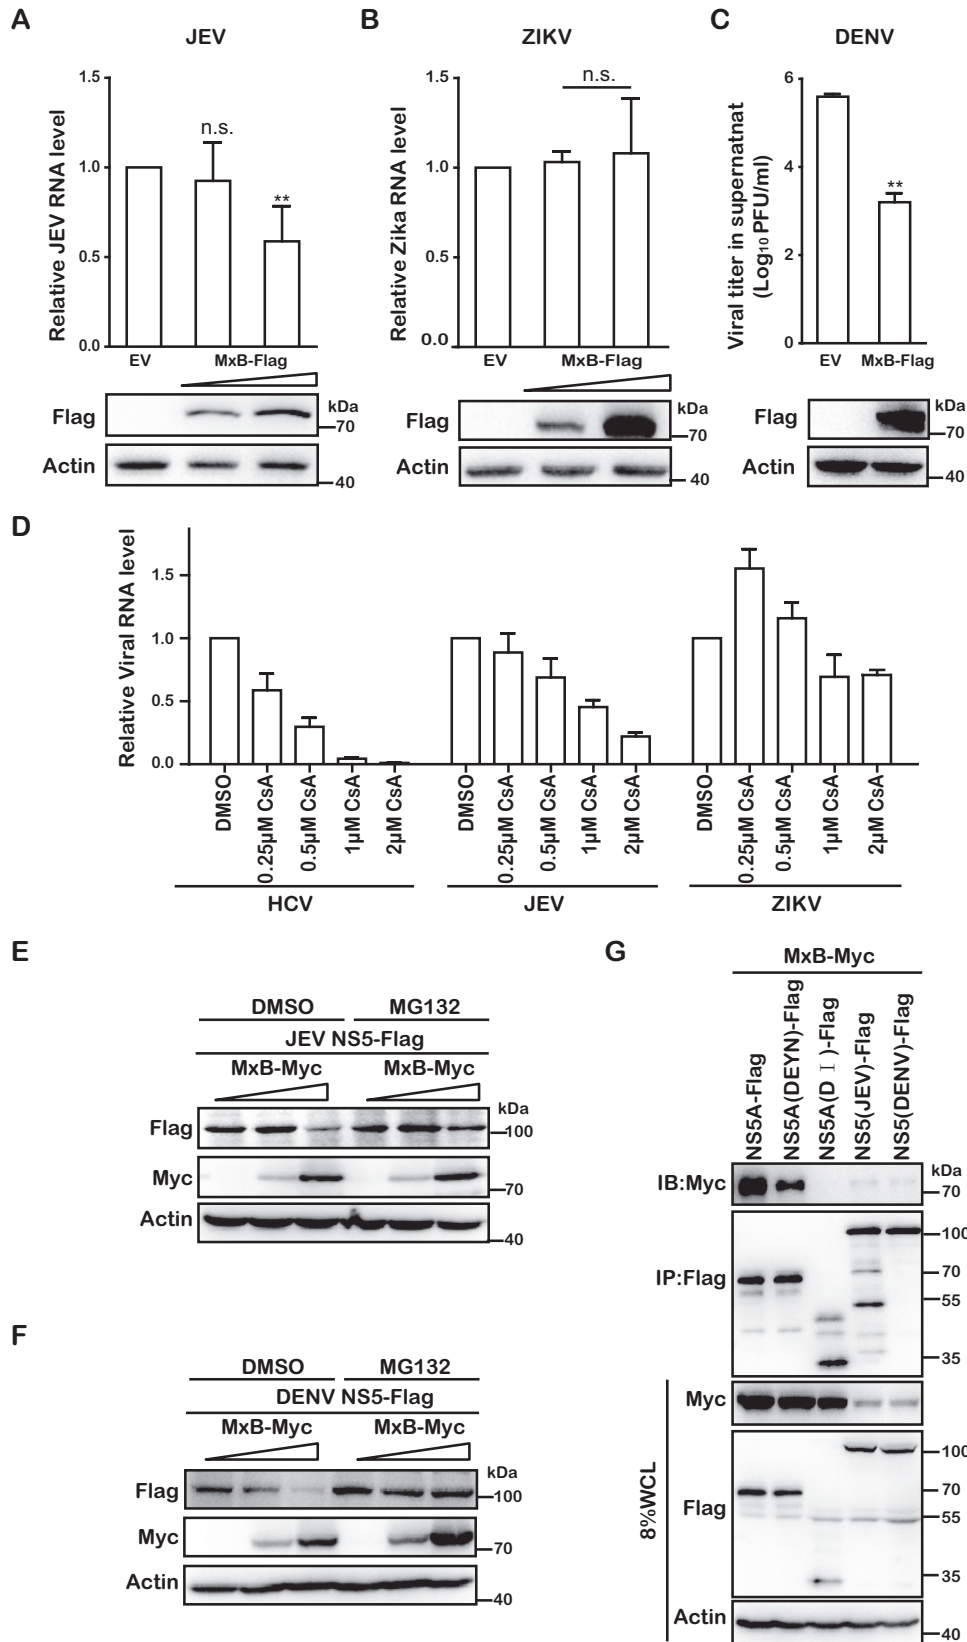 A
JEV
Relative JEV RNA level
1.5
1.0
0.5
0.0
n.s.
**
EV
MxB-Flag
Flag
Actin
kDa
70
40
B
ZIKV
Relative Zika RNA level
1.5
1.0
0.5
0.0
n.s.
EV
MxB-Flag
Flag
Actin
kDa
70
40
C
DENV
Viral titer in supernatnat
(Log10 PFU/ml)
6
4
2
0
**
EV
MxB-Flag
Flag
Actin
kDa
70
40
D
Relative Viral RNA level
1.5
1.0
0.5
0.0
DMSO
0.25µM CsA
0.5µM CsA
1µM CsA
2µM CsA
DMSO
0.25µM CsA
0.5µM CsA
1µM CsA
2µM CsA
DMSO
0.25µM CsA
0.5µM CsA
1µM CsA
2µM CsA
HCV
JEV
ZIKV
E
DMSO
MG132
JEV NS5-Flag
MxB-Myc
MxB-Myc
kDa
Flag
100
Myc
70
Actin
40
F
DMSO
MG132
DENV NS5-Flag
MxB-Myc
MxB-Myc
kDa
Flag
100
Myc
70
Actin
40
G
MxB-Myc
NS5A-Flag
NS5A(DEYN)-Flag
NS5A(DⅠ)-Flag
NS5(JEV)-Flag
NS5(DENV)-Flag
kDa
IB:Myc
70
IP:Flag
100
70
55
35
8%WCL
Myc
Flag
100
70
55
35
Actin
40